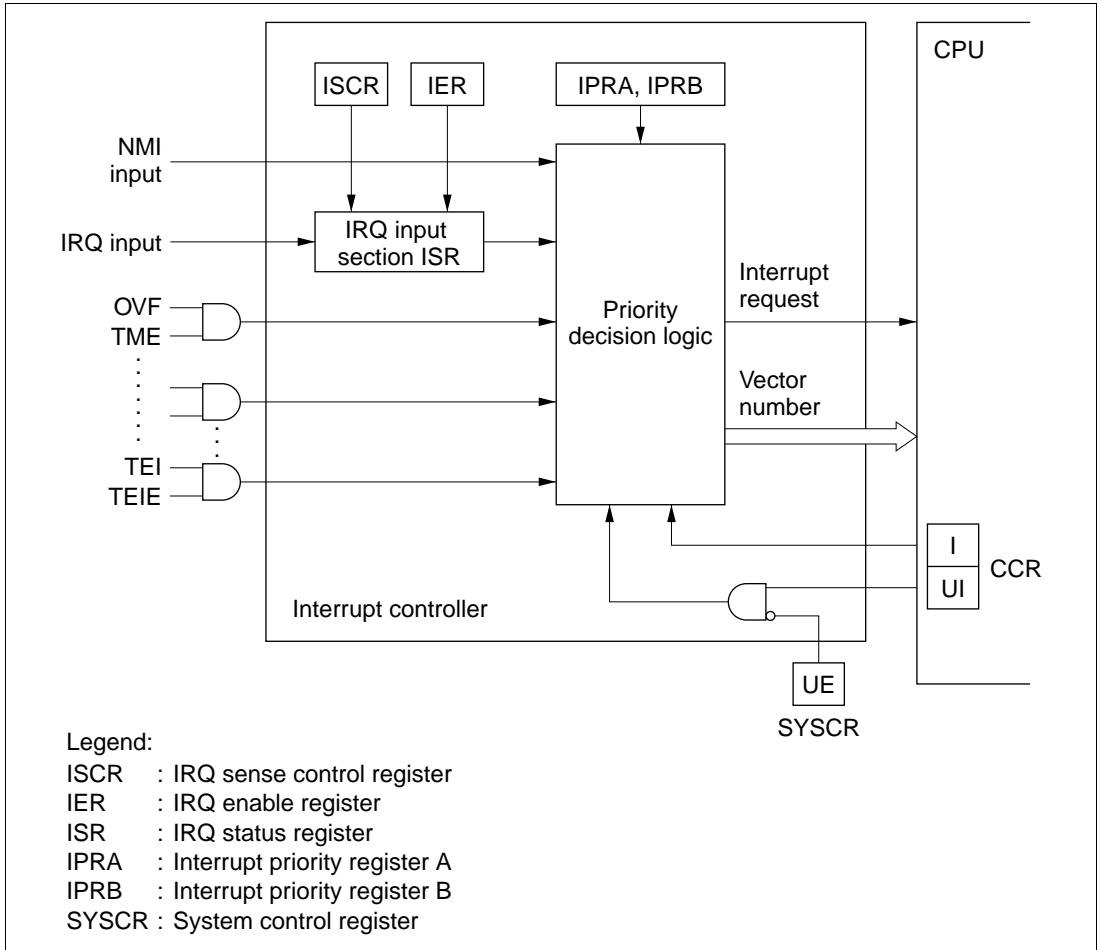 CPU
ISCR
IER
IPRA, IPRB
NMI
input
IRQ input
IRQ input
section ISR
OVF
TME
TEI
TEIE
Priority
decision logic
Interrupt
request
Vector
number
I
UI
CCR
Interrupt controller
UE
SYSCR
Legend:
ISCR : IRQ sense control register
IER : IRQ enable register
ISR : IRQ status register
IPRA : Interrupt priority register A
IPRB : Interrupt priority register B
SYSCR : System control register